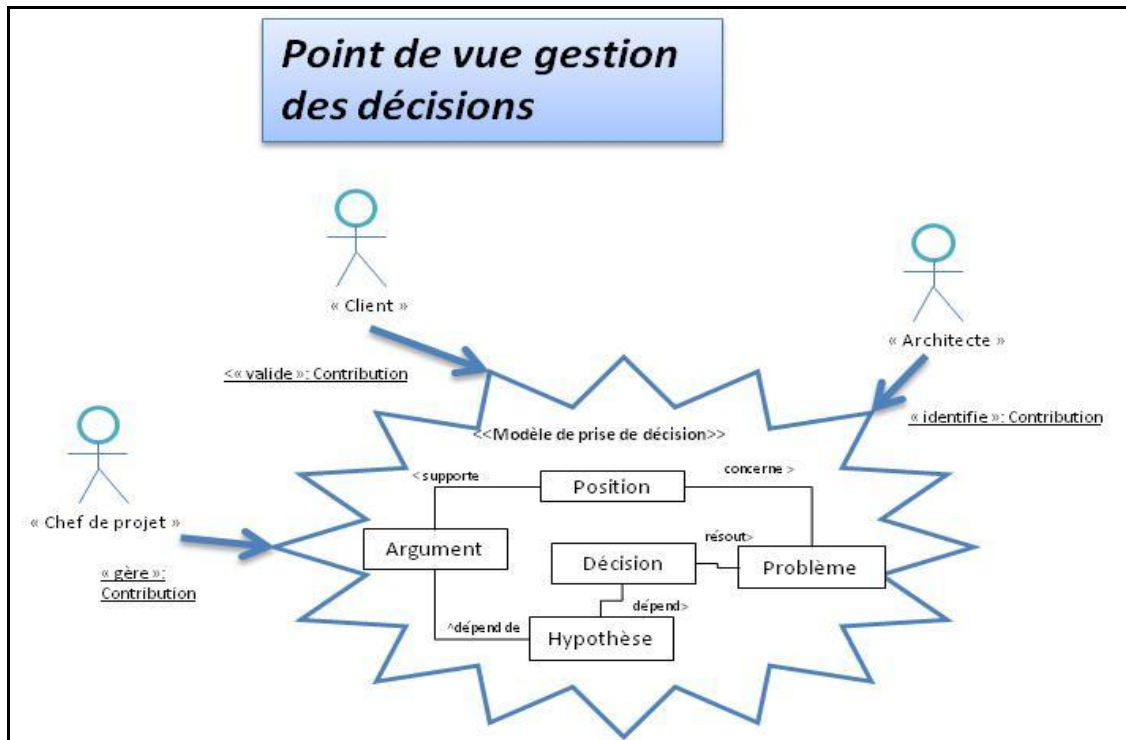 Point de vue gestion
des décisions
« Client »
« Architecte »
<« valide »: Contribution
« identifie »: Contribution
<<Modèle de prise de décision>>
« Chef de projet »
« gère »:
Contribution
< supporte
concerne >
Position
Argument
résout>
Décision
Problème
dépend>
^dépend de
Hypothèse